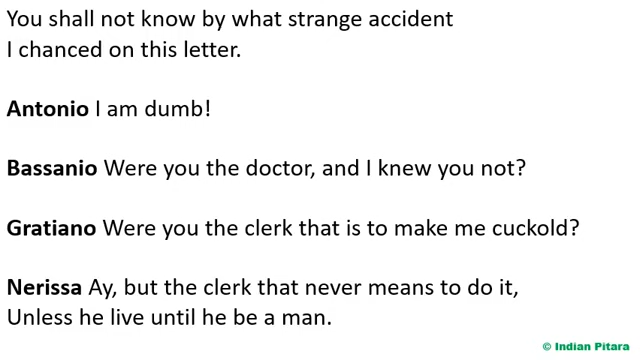 You shall not know by what strange accident
I chanced on this letter.
Antonio I am dumb!
Bassanio Were you the doctor, and I knew you not?
Gratiano Were you the clerk that is to make me cuckold?
Nerissa Ay, but the clerk that never means to do it,
Unless he live until he be a man.
© Indian Pitara